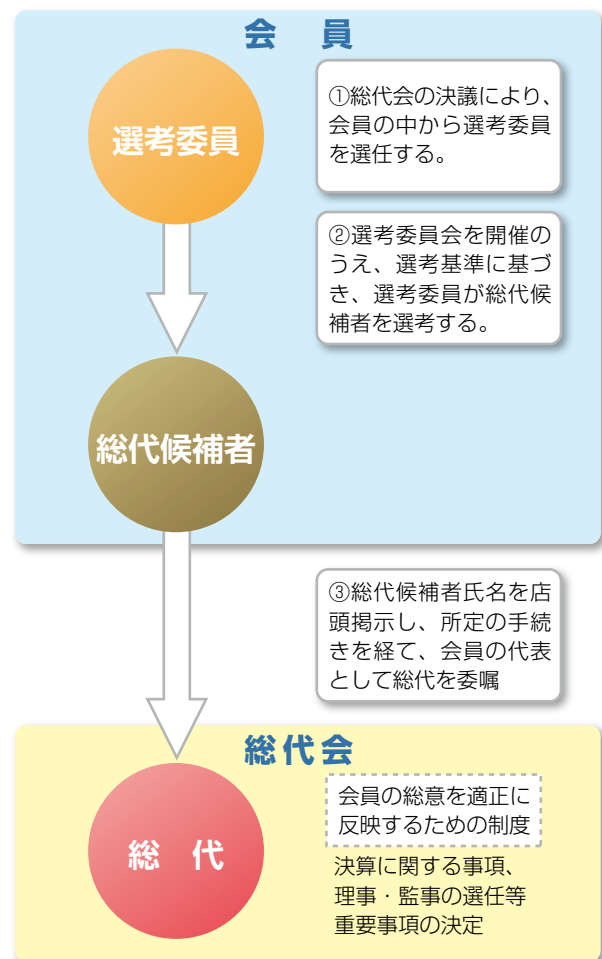 会　員
選考委員
①総代会の決議により、
会員の中から選考委員
を選任する。
②選考委員会を開催の
うえ、選考基準に基づ
き、選考委員が総代候
補者を選考する。
総代候補者
③総代候補者氏名を店
頭掲示し、所定の手続
きを経て、会員の代表
として総代を委嘱
総代会
総　代
会員の総意を適正に
反映するための制度
決算に関する事項、
理事・監事の選任等
重要事項の決定